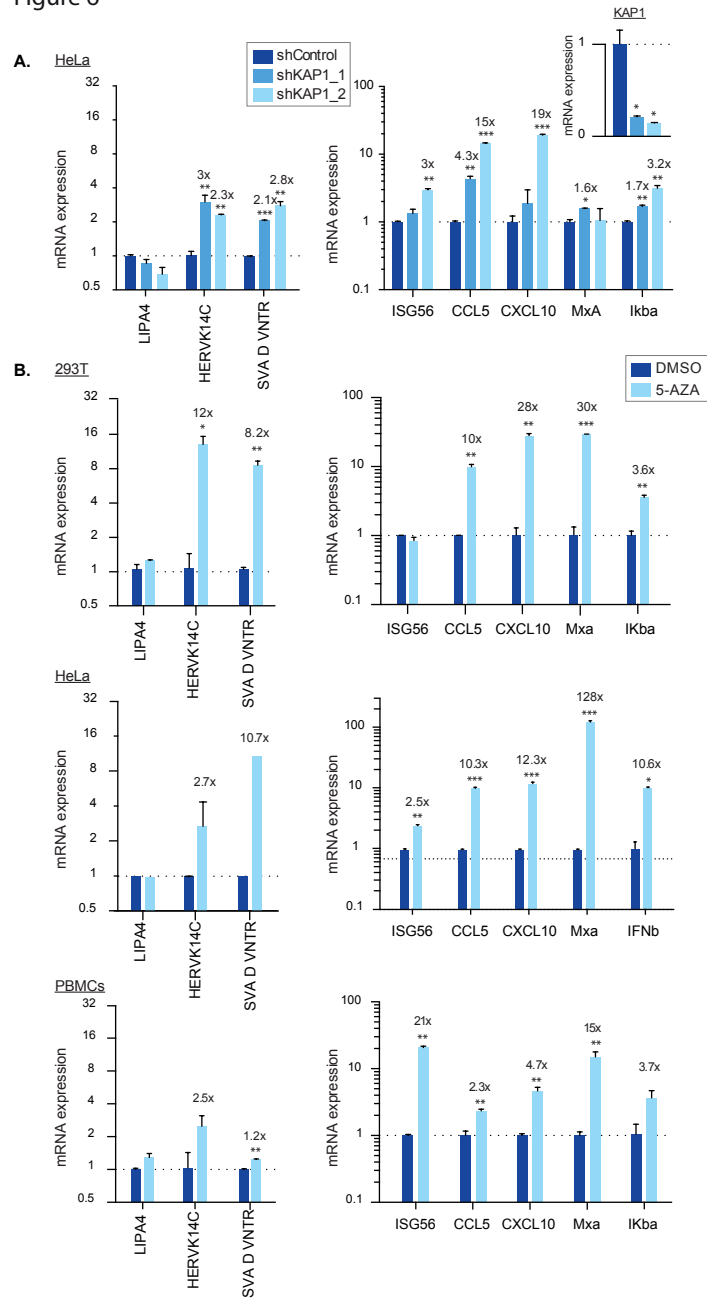 Figure 6
KAP1
mRNA expression
1
0
*
*
A.
HeLa
shControl
shKAP1_1
shKAP1_2
mRNA expression
32
16
8
4
2
1
0.5
3x
**
2.3x
**
2.1x
***
2.8x
**
LIPA4
HERVK14C
SVA D VNTR
mRNA expression
100
10
1
0.1
3x
**
4.3x
**
15x
***
19x
***
1.6x
*
1.7x
**
3.2x
**
ISG56
CCL5
CXCL10
MxA
Ikba
B.
293T
DMSO
5-AZA
mRNA expression
32
16
8
4
2
1
0.5
12x
*
8.2x
**
LIPA4
HERVK14C
SVA D VNTR
mRNA expression
100
10
1
0.1
10x
**
28x
**
30x
***
3.6x
**
ISG56
CCL5
CXCL10
Mxa
IKba
HeLa
mRNA expression
32
16
8
4
2
1
0.5
2.7x
10.7x
LIPA4
HERVK14C
SVA D VNTR
mRNA expression
100
10
1
0.1
2.5x
**
10.3x
***
12.3x
***
128x
***
10.6x
*
ISG56
CCL5
CXCL10
Mxa
IFNb
PBMCs
mRNA expression
32
16
8
4
2
1
0.5
2.5x
1.2x
**
LIPA4
HERVK14C
SVA D VNTR
mRNA expression
100
10
1
0.1
21x
**
2.3x
**
4.7x
**
15x
**
3.7x
ISG56
CCL5
CXCL10
Mxa
IKba